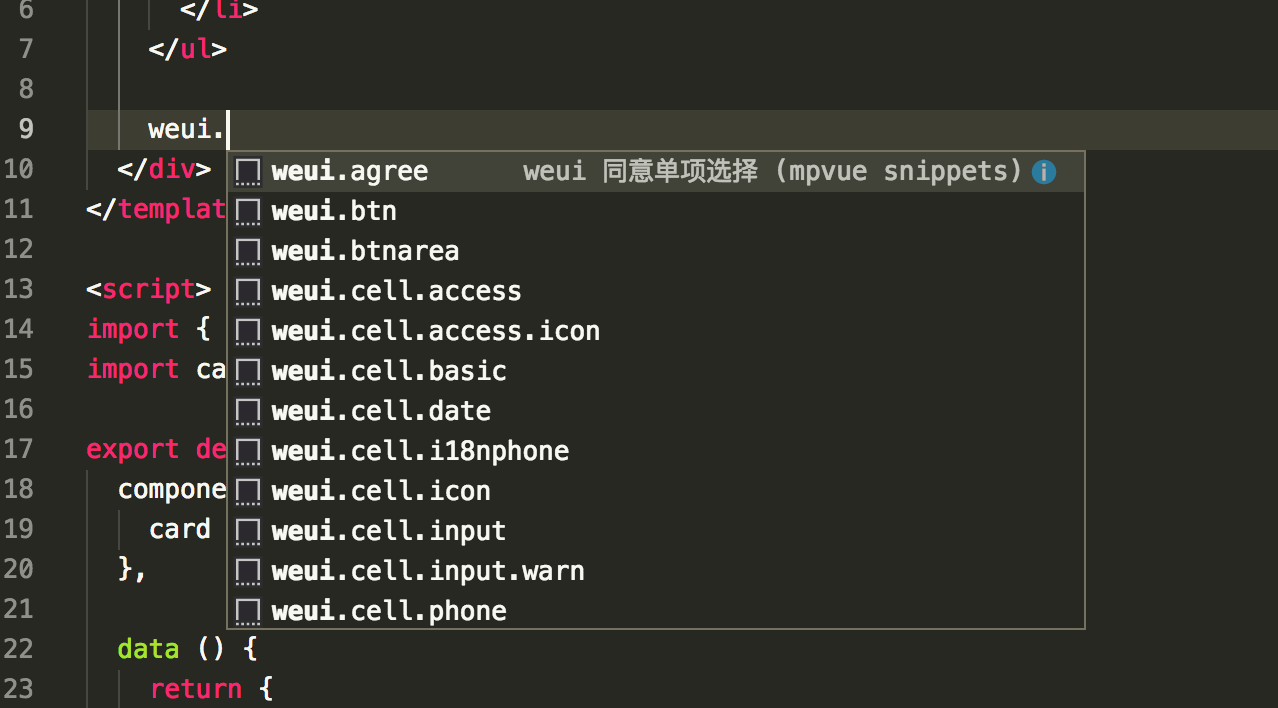 6 </li>
7 </ul>
8
9 weui.
10 </div> weui.agree weui 同意单项选择 (mpvue snippets)
11 </templat weui.btn
12 weui.btnarea
13 <script> weui.cell.access
14 import { weui.cell.access.icon
15 import ca weui.cell.basic
16 weui.cell.date
17 export de weui.cell.i18nphone
18 compone weui.cell.icon
19 card weui.cell.input
20 }, weui.cell.input.warn
21 weui.cell.phone
22 data () {
23 return {